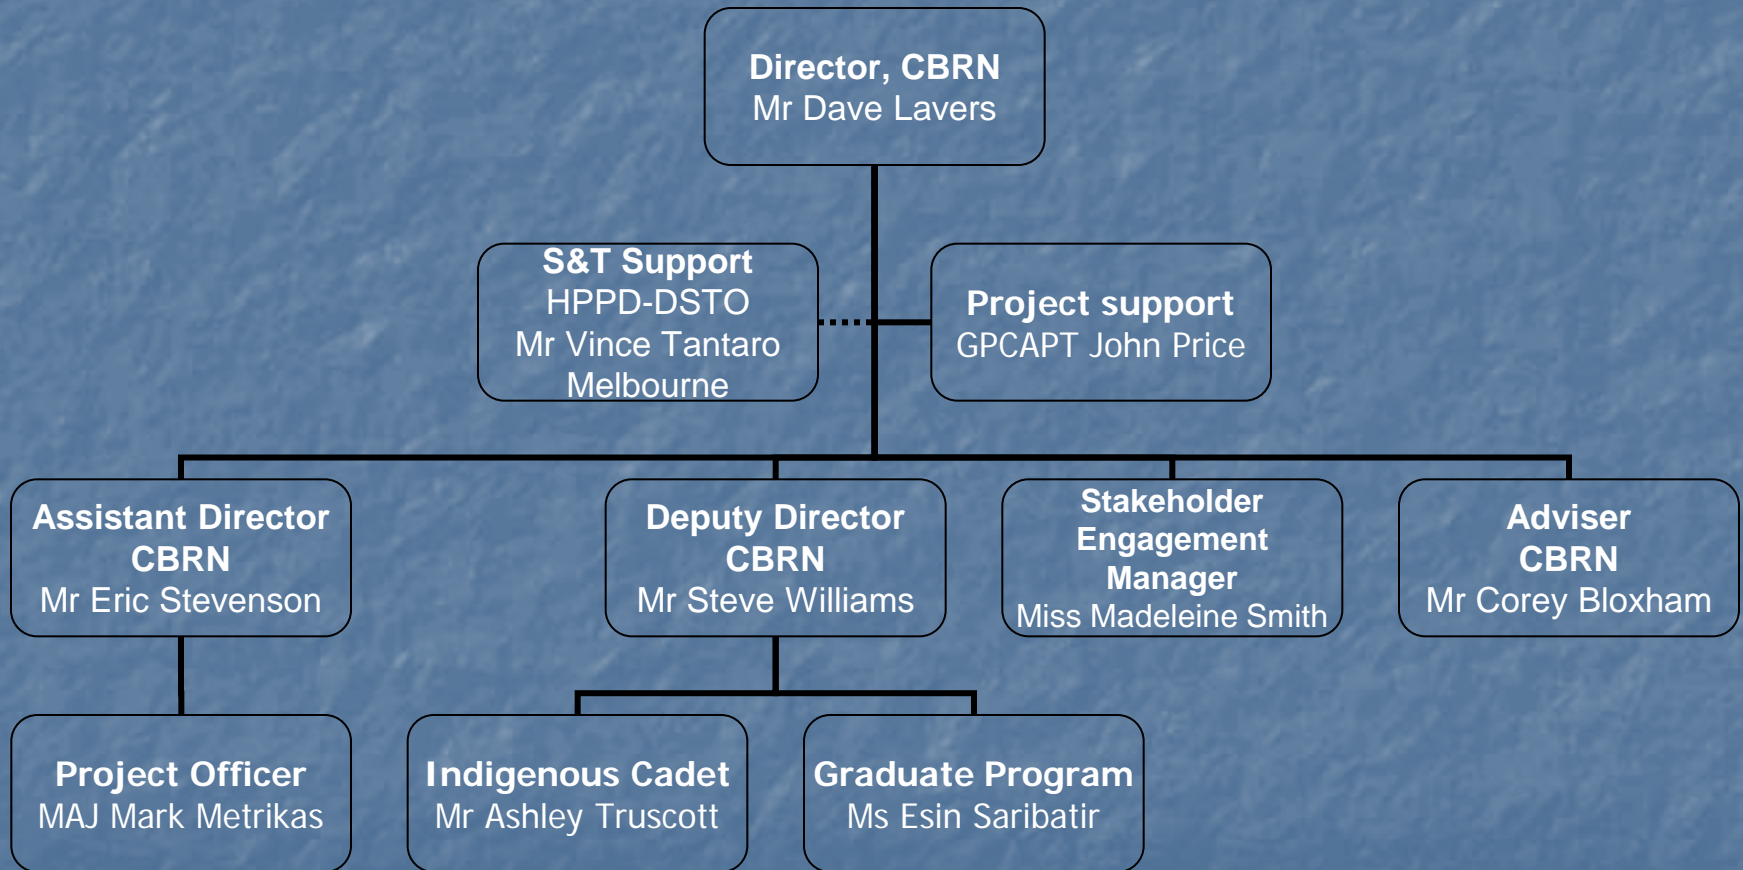 Director, CBRN
Mr Dave Lavers
S&T Support
HPPD-DSTO
Mr Vince Tantaro
Melbourne
Project support
GPCAPT John Price
Assistant Director
CBRN
Mr Eric Stevenson
Deputy Director
CBRN
Mr Steve Williams
Stakeholder
Engagement
Manager
Miss Madeleine Smith
Adviser
CBRN
Mr Corey Bloxham
Project Officer
MAJ Mark Metrikas
Indigenous Cadet
Mr Ashley Truscott
Graduate Program
Ms Esin Saribatir